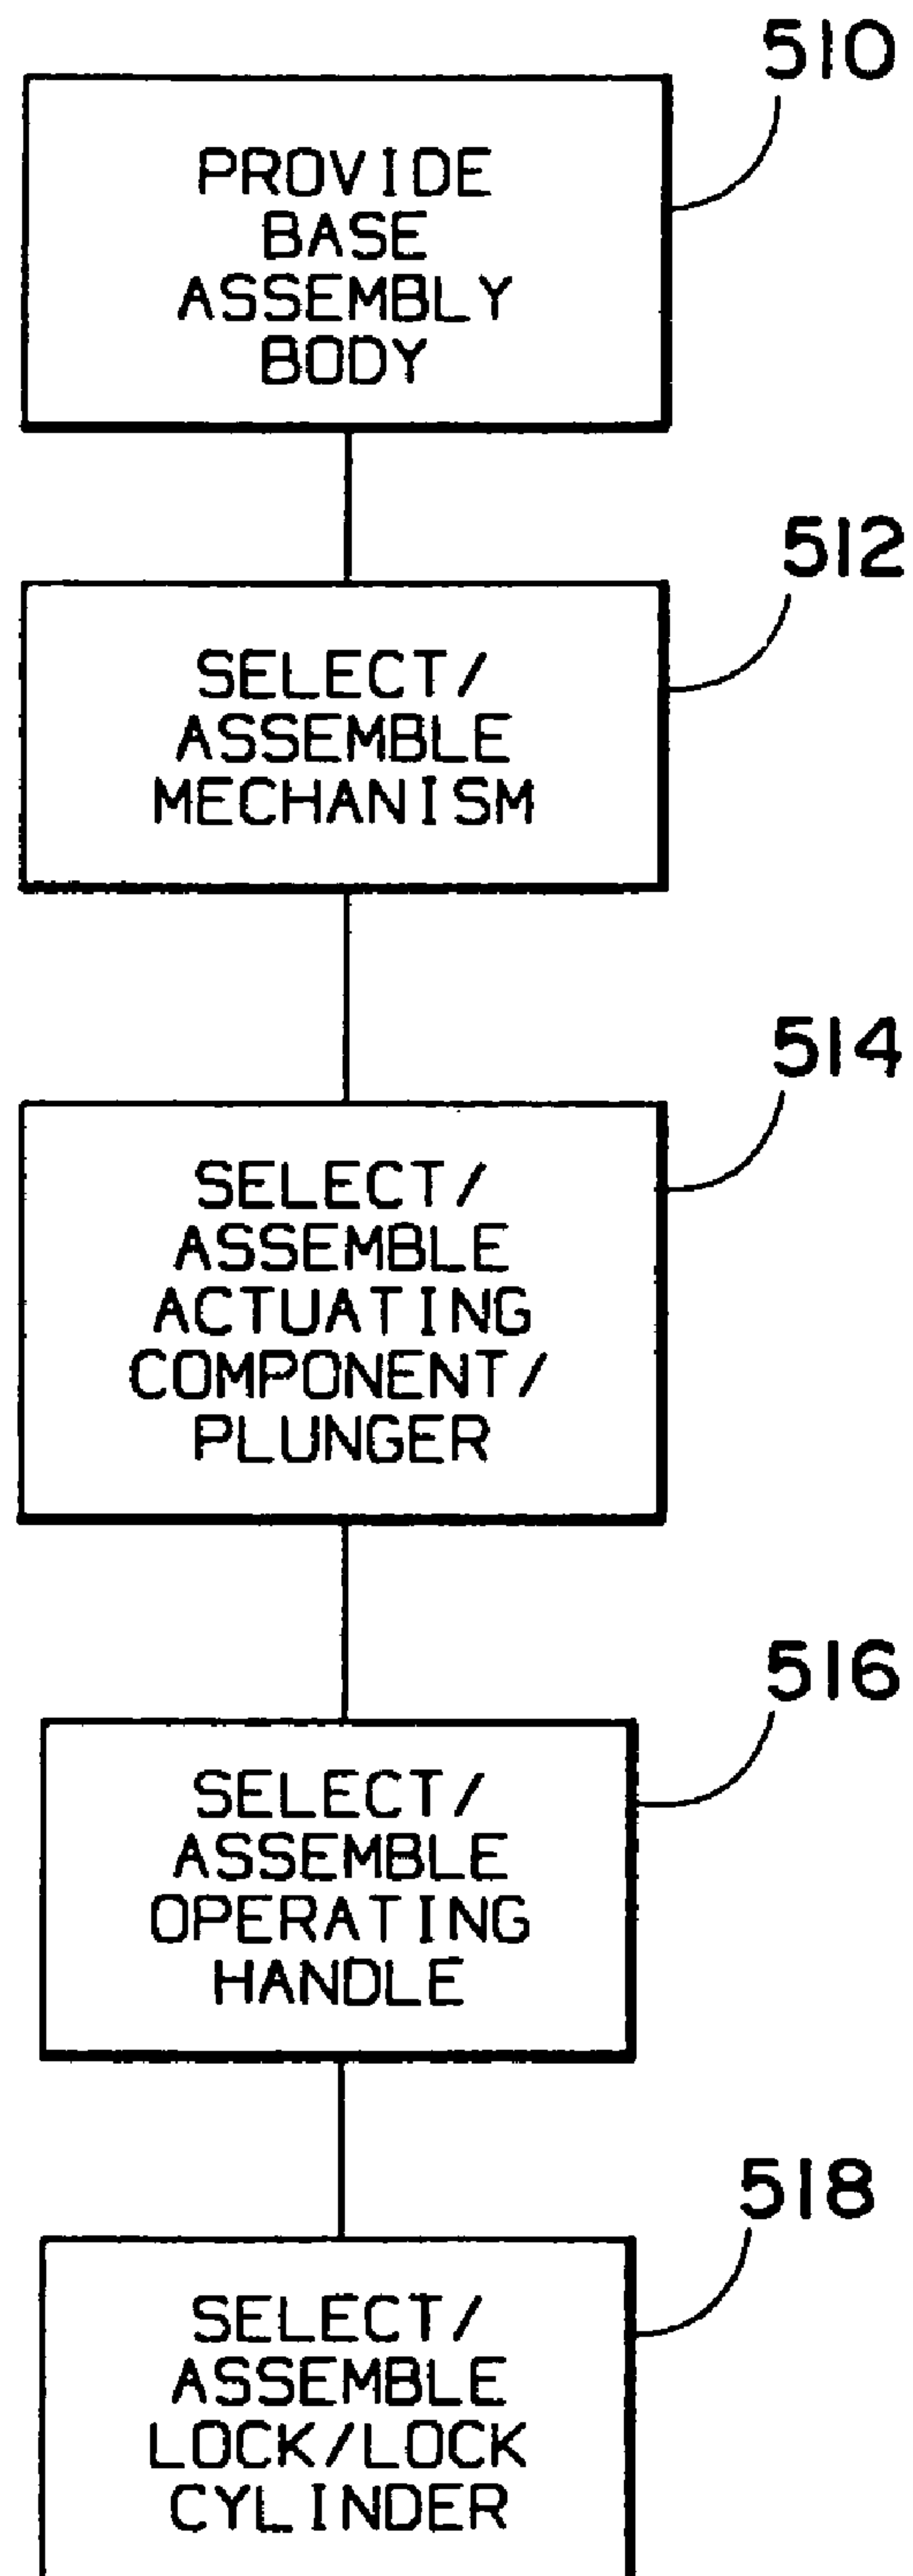 510
PROVIDE
BASE
ASSEMBLY
BODY
512
SELECT/
ASSEMBLE
MECHANISM
514
SELECT/
ASSEMBLE
ACTUATING
COMPONENT/
PLUNGER
516
SELECT/
ASSEMBLE
OPERATING
HANDLE
518
SELECT/
ASSEMBLE
LOCK/LOCK
CYLINDER